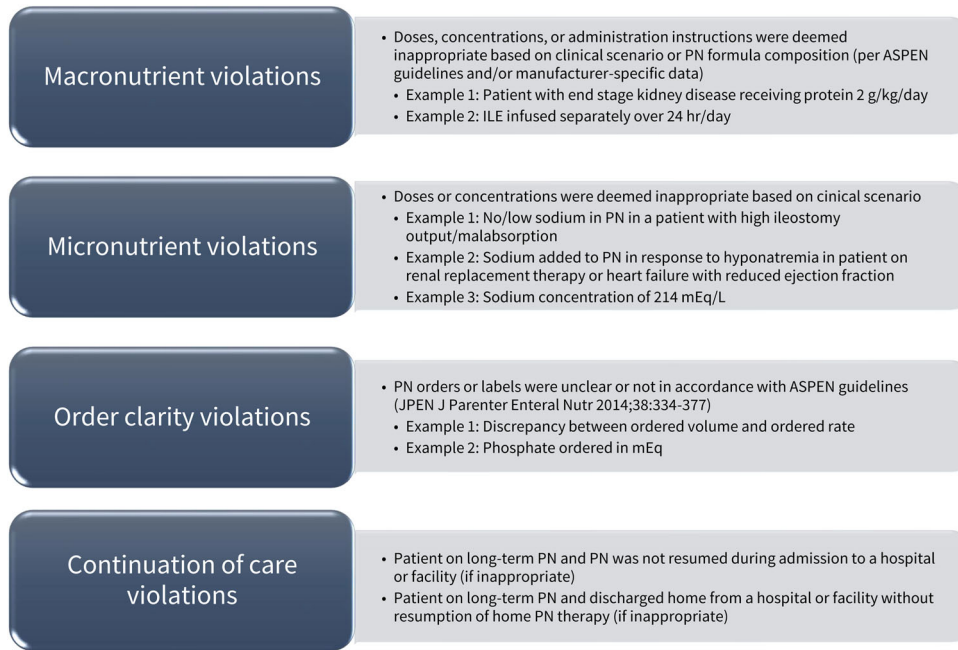 Macronutrient violations
• Doses, concentrations, or administration instructions were deemed
inappropriate based on clinical scenario or PN formula composition (per ASPEN
guidelines and/or manufacturer-specific data)
• Example 1: Patient with end stage kidney disease receiving protein 2 g/kg/day
• Example 2: ILE infused separately over 24 hr/day
Micronutrient violations
• Doses or concentrations were deemed inappropriate based on cinical scenario
• Example 1: No/low sodium in PN in a patient with high ileostomy
output/malabsorption
• Example 2: Sodium added to PN in response to hyponatremia in patient on
renal replacement therapy or heart failure with reduced ejection fraction
• Example 3: Sodium concentration of 214 mEq/L
Order clarity violations
• PN orders or labels were unclear or not in accordance with ASPEN guidelines
(JPEN J Parenter Enteral Nutr 2014;38:334-377)
• Example 1: Discrepancy between ordered volume and ordered rate
• Example 2: Phosphate ordered in mEq
Continuation of care
violations
• Patient on long-term PN and PN was not resumed during admission to a hospital
or facility (if inappropriate)
• Patient on long-term PN and discharged home from a hospital or facility without
resumption of home PN therapy (if inappropriate)